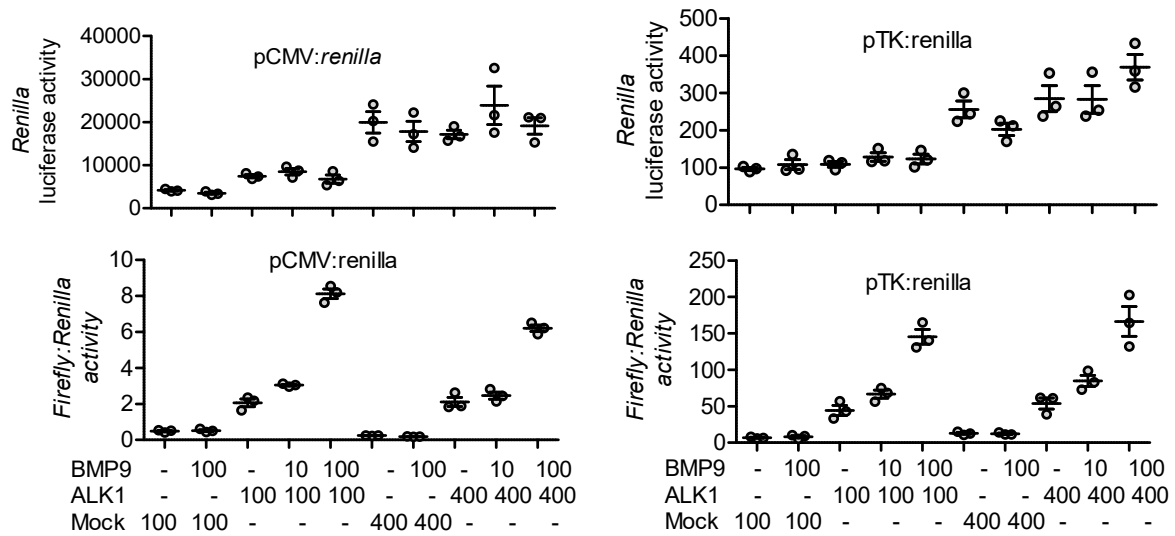 Renilla
luciferase activity
40000
30000
20000
10000
0
pCMV:renilla
Renilla
luciferase activity
500
400
300
200
100
0
pTK:renilla
Firefly:Renilla
activity
10
8
6
4
2
0
pCMV:renilla
Firefly:Renilla
activity
250
200
150
100
50
0
pTK:renilla
BMP9 - 100 - 10 100 - 100 - 10 100
ALK1 - - 100 100 100 - - 400 400 400
Mock 100 100 - - - 400 400 - - -
BMP9 - 100 - 10 100 - 100 - 10 100
ALK1 - - 100 100 100 - - 400 400 400
Mock 100 100 - - - 400 400 - - -